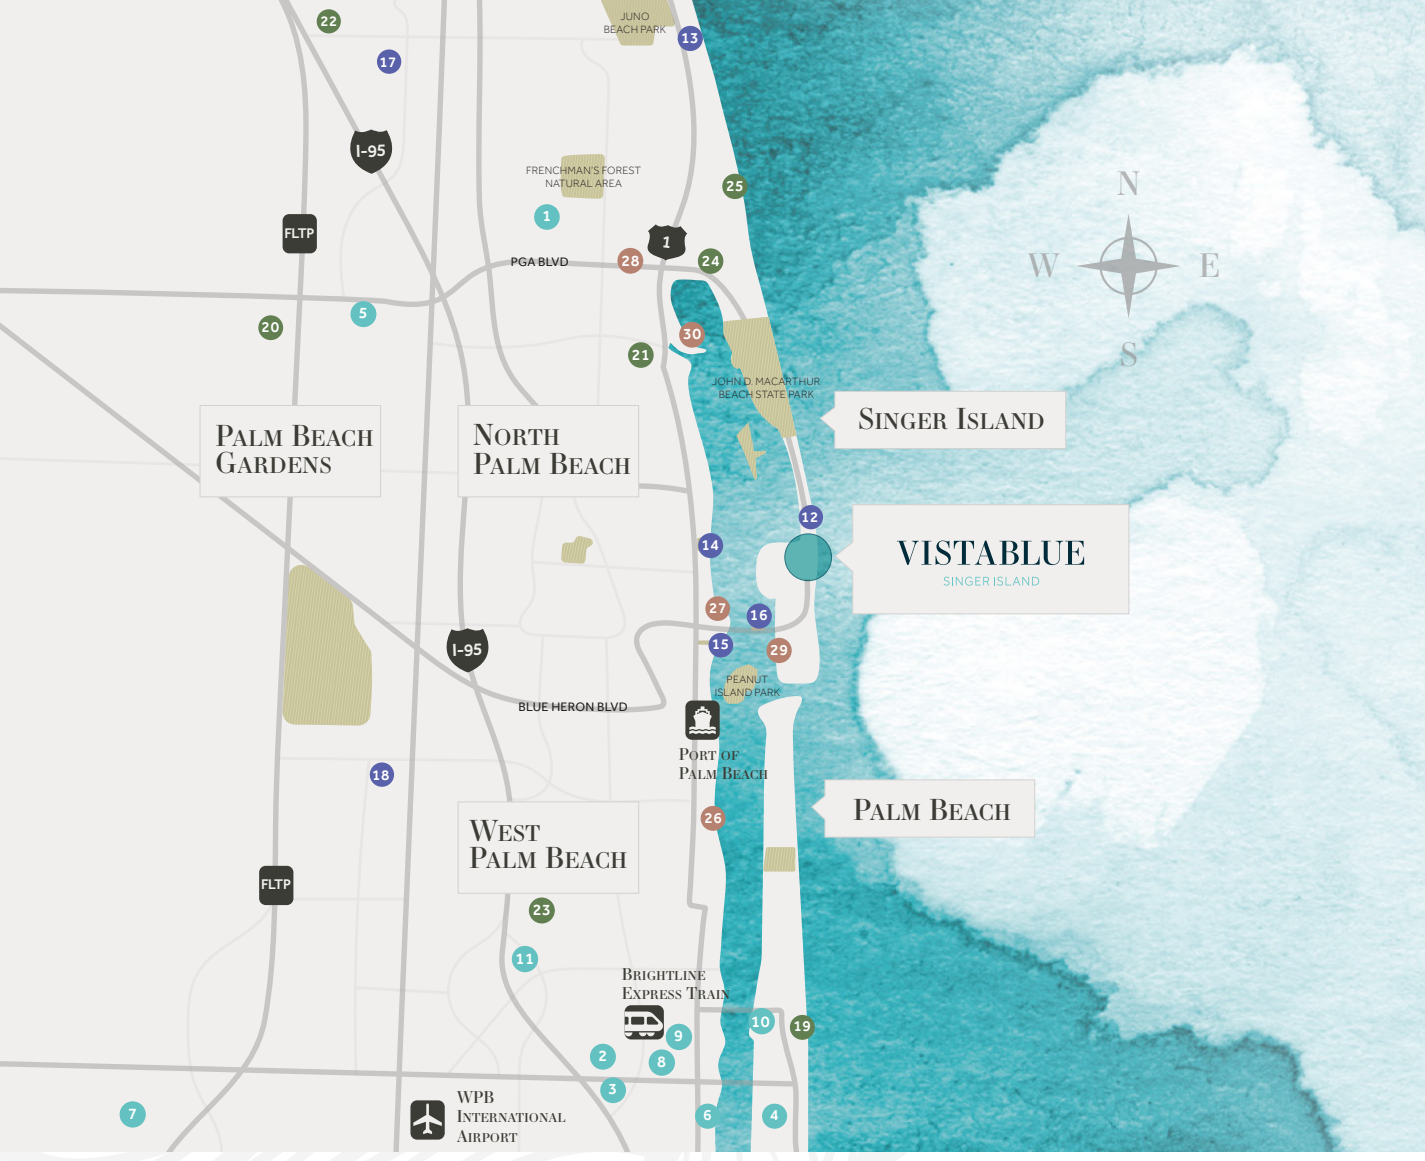 22
JUNO
BEACH PARK
13
17
I-95
FRENCHMAN'S FOREST
NATURAL AREA
25
N
1
FLTP
1
W
E
PGA BLVD
28
24
5
20
30
21
S
JOHN D. MACARTHUR
BEACH STATE PARK
SINGER ISLAND
PALM BEACH
GARDENS
NORTH
PALM BEACH
12
14
VISTABLUE
SINGER ISLAND
27
16
15
29
I-95
PEANUT
ISLAND PARK
BLUE HERON BLVD
PORT OF
PALM BEACH
18
PALM BEACH
26
WEST
PALM BEACH
FLTP
23
11
BRIGHTLINE
EXPRESS TRAIN
10
19
9
2
8
3
WPB
INTERNATIONAL
AIRPORT
7
6
4